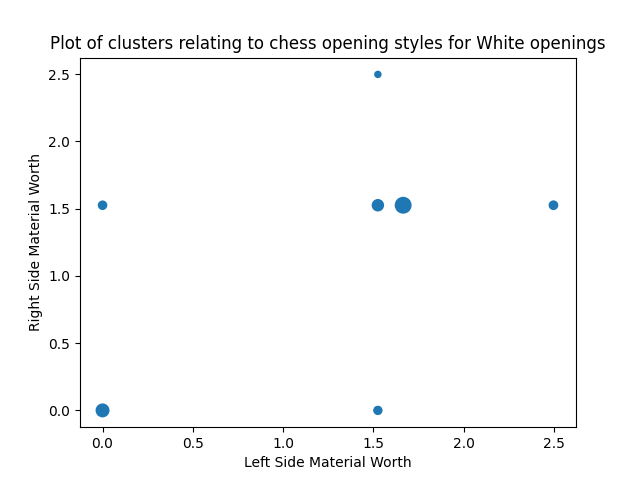 Plot of clusters relating to chess opening styles for White openings
2.5
2.0
1.5
1.0
0.5
0.0
Right Side Material Worth
0.0 0.5 1.0 1.5 2.0 2.5
Left Side Material Worth